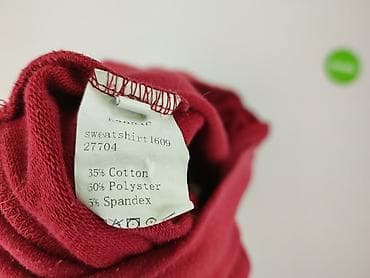 sweatshirt1609
27704
35% Cotton
60% Polyster
5% Spandex